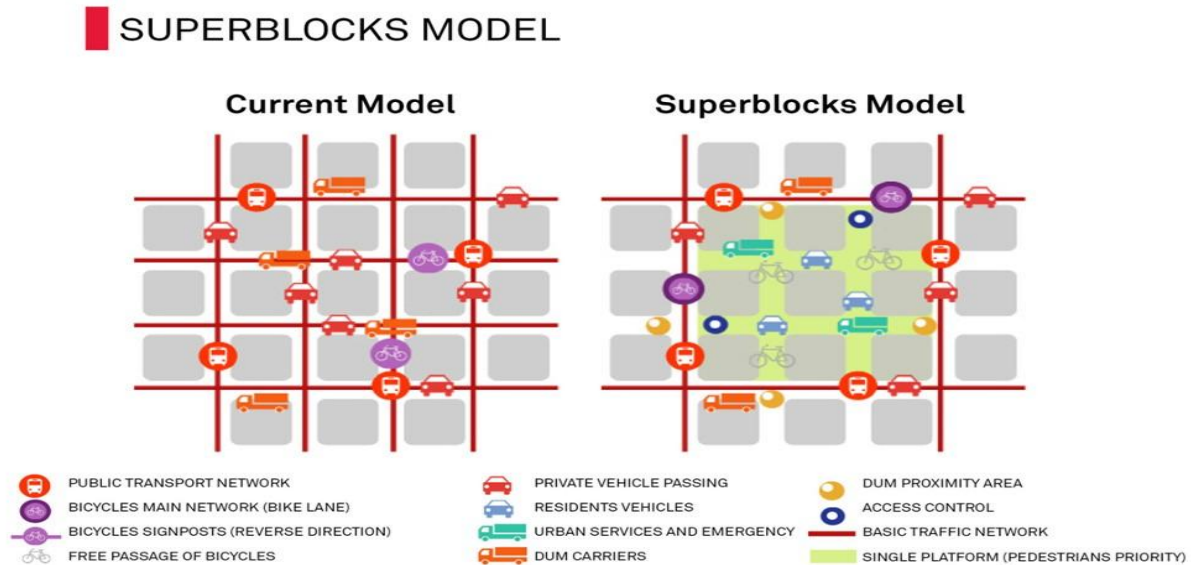 SUPERBLOCKS MODEL
Current Model
Superblocks Model
PUBLIC TRANSPORT NETWORK
BICYCLES MAIN NETWORK (BIKE LANE)
BICYCLES SIGNPOSTS (REVERSE DIRECTION)
FREE PASSAGE OF BICYCLES
PRIVATE VEHICLE PASSING
RESIDENTS VEHICLES
URBAN SERVICES AND EMERGENCY
DUM CARRIERS
DUM PROXIMITY AREA
ACCESS CONTROL
BASIC TRAFFIC NETWORK
SINGLE PLATFORM (PEDESTRIANS PRIORITY)